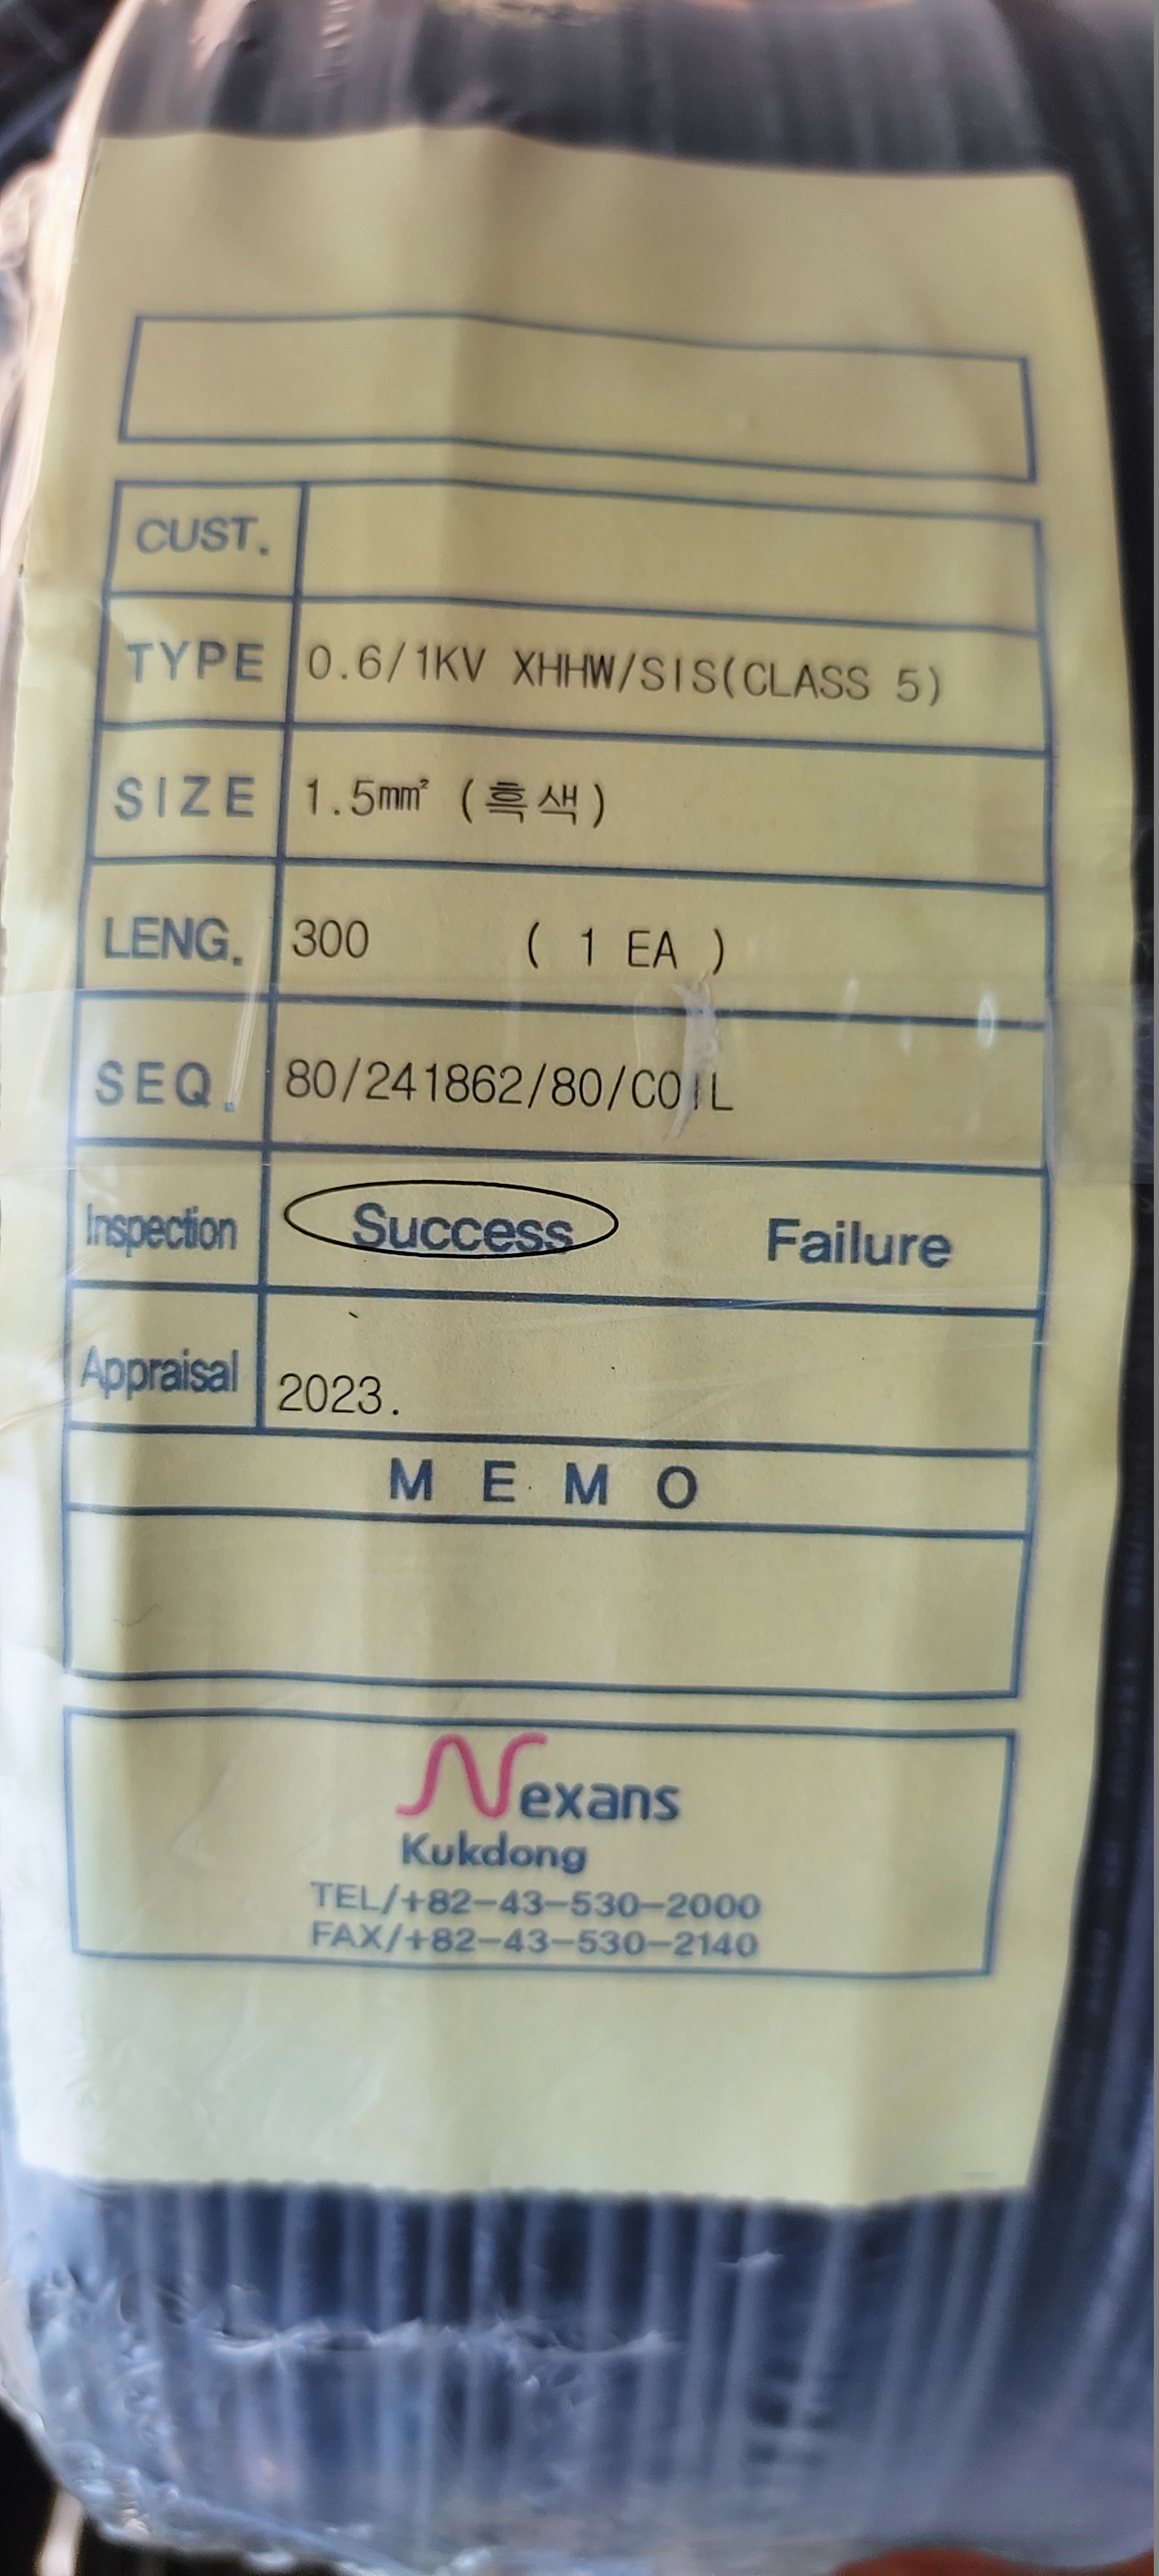 CUST.
TYPE 0.6/1KV XHHW/SIS(CLASS 5)
SIZE 1.5㎟ (흑색)
LENG. 300 ( 1 EA )
SEQ. 80/241862/80/COIL
Inspection Success Failure
Appraisal 2023.
MEMO
Nexans
Kukdong
TEL/+82-43-530-2000
FAX/+82-43-530-2140